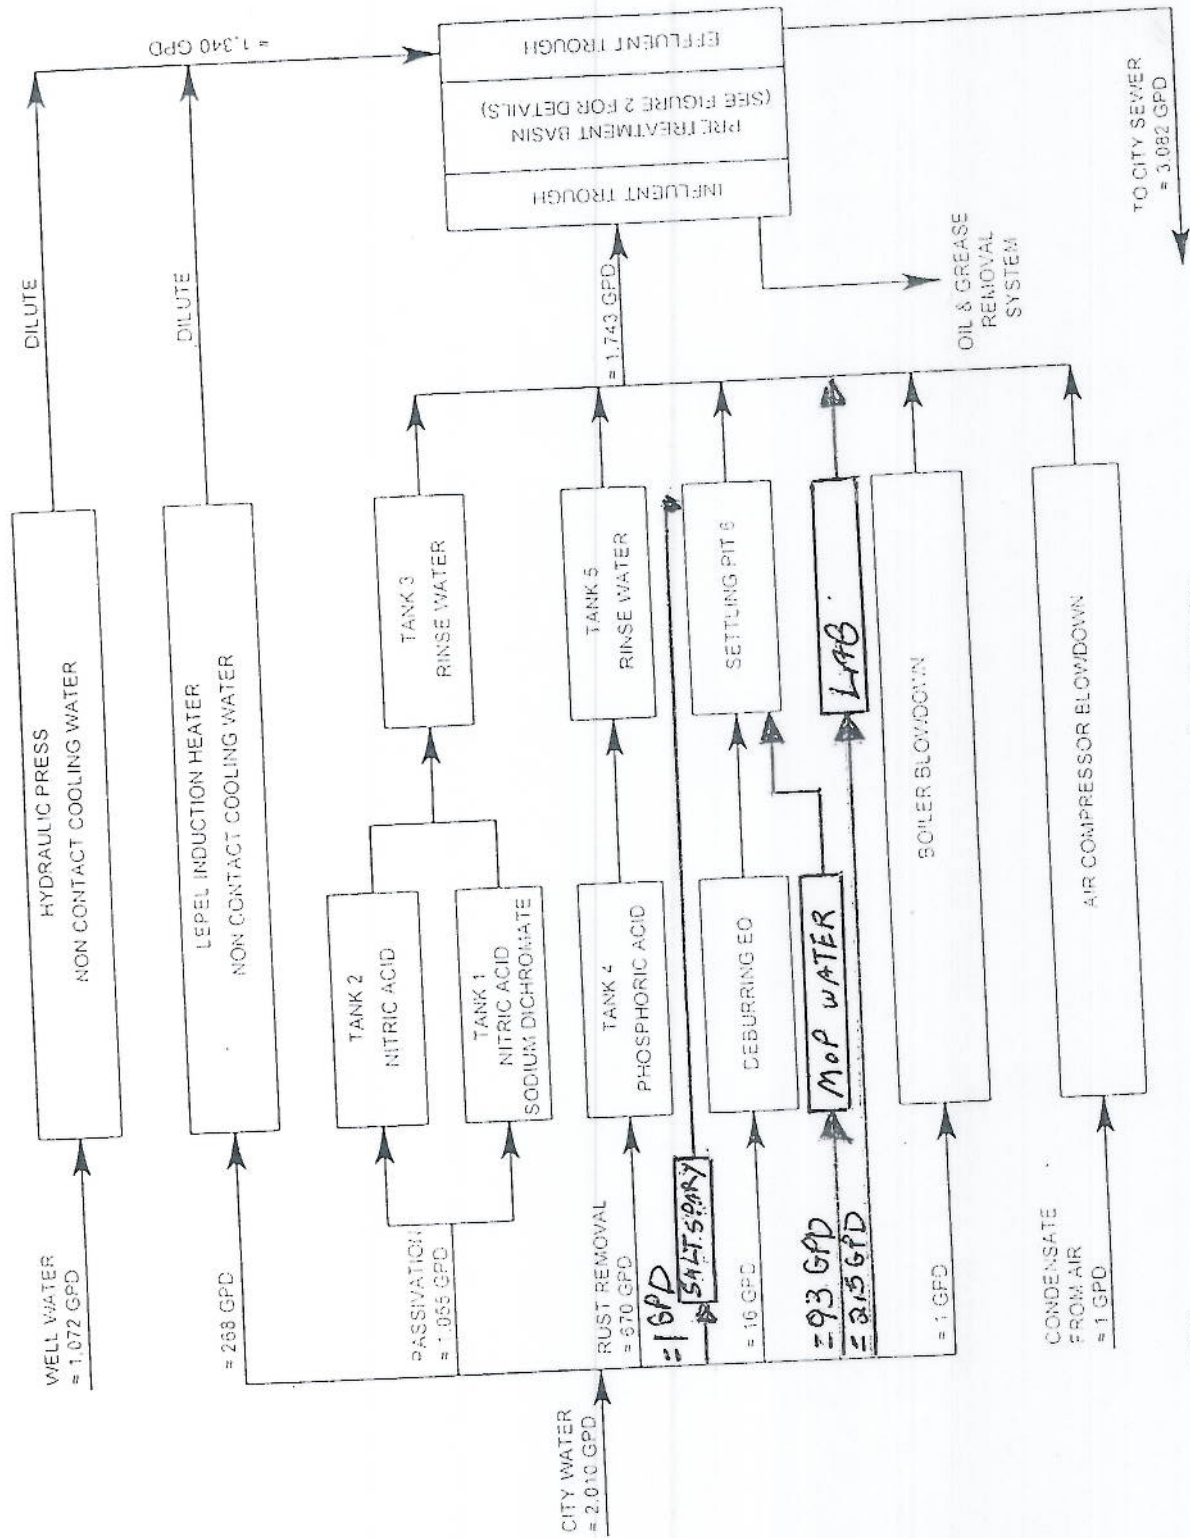 WELL WATER
= 1,072 GPD
HYDRAULIC PRESS
NON CONTACT COOLING WATER
DILUTE
= 1,340 GPD
= 268 GPD
LEPEL INDUCTION HEATER
NON CONTACT COOLING WATER
DILUTE
PASSIVATION
= 1,055 GPD
TANK 2
NITRIC ACID
TANK 1
NITRIC ACID
SODIUM DICHROMATE
TANK 3
RINSE WATER
CITY WATER
= 2,010 GPD
RUST REMOVAL
= 670 GPD
TANK 4
PHOSPHORIC ACID
TANK 5
RINSE WATER
= 1,743 GPD
INFLUENT TROUGH
PRETREATMENT BASIN
(SEE FIGURE 2 FOR DETAILS)
EFFLUENT TROUGH
= 1 GPD
SALT SPARY
= 16 GPD
DEBURRING EQ
SETTLING PIT 6
= 93 GPD
MOP WATER
= 2.5 GPD
LAB
= 1 GPD
BOILER BLOWDOWN
OIL & GREASE
REMOVAL
SYSTEM
CONDENSATE
FROM AIR
= 1 GPD
AIR COMPRESSOR BLOWDOWN
TO CITY SEWER
= 3,082 GPD